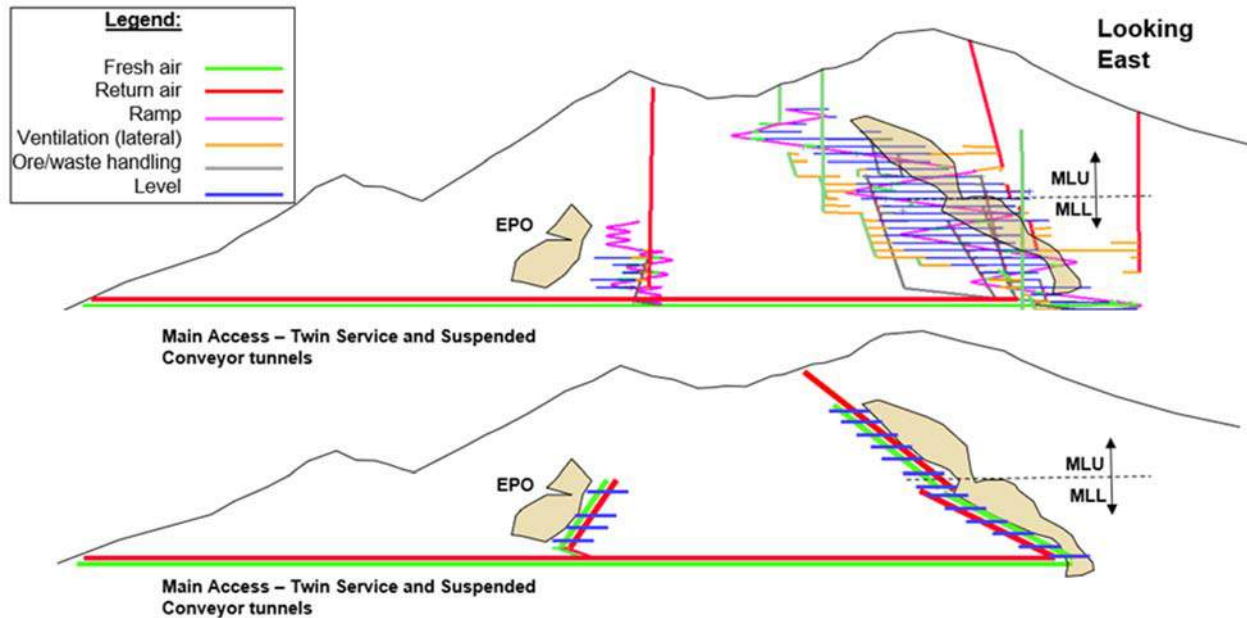 Legend:
Fresh air
Return air
Ramp
Ventilation (lateral)
Ore/waste handling
Level
Looking
East
MLU
MLL
EPO
Main Access – Twin Service and Suspended
Conveyor tunnels
MLU
MLL
EPO
Main Access – Twin Service and Suspended
Conveyor tunnels